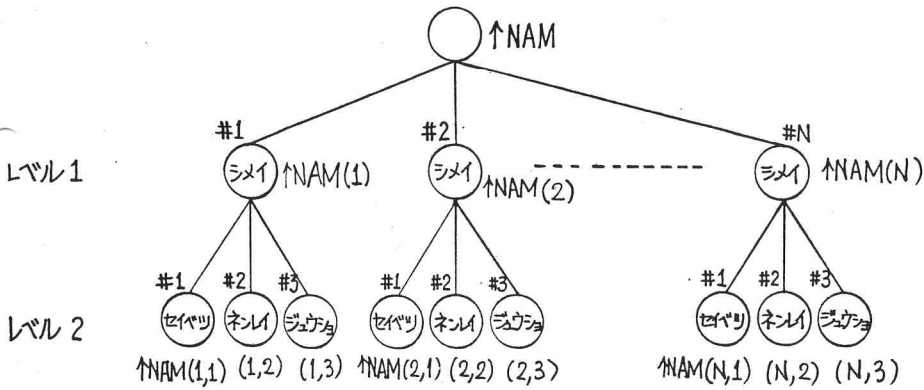 ↑NAM
#1 #2 #N
レベル1 シメイ ↑NAM(1) シメイ ↑NAM(2) シメイ ↑NAM(N)
#1 #2 #3 #1 #2 #3 #1 #2 #3
レベル2 セイベツ ネンレイ ジュウショ セイベツ ネンレイ ジュウショ セイベツ ネンレイ ジュウショ
↑NAM(1,1) (1,2) (1,3) ↑NAM(2,1) (2,2) (2,3) ↑NAM(N,1) (N,2) (N,3)